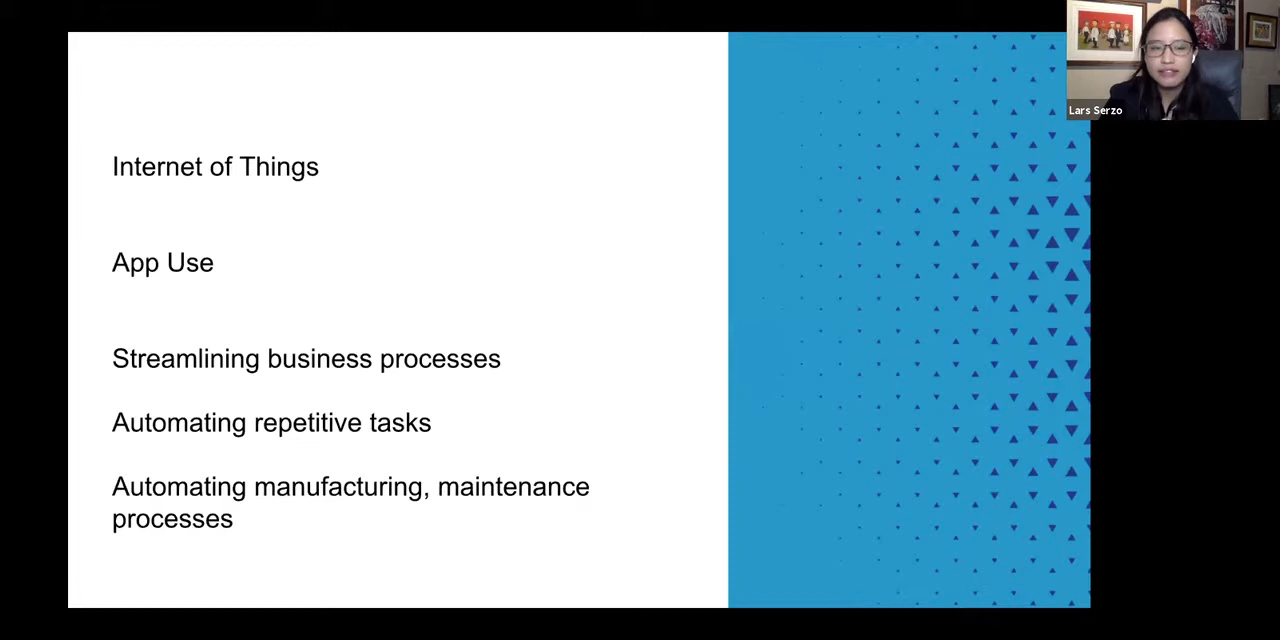 Lars Serzo
Internet of Things
App Use
Streamlining business processes
Automating repetitive tasks
Automating manufacturing, maintenance
processes